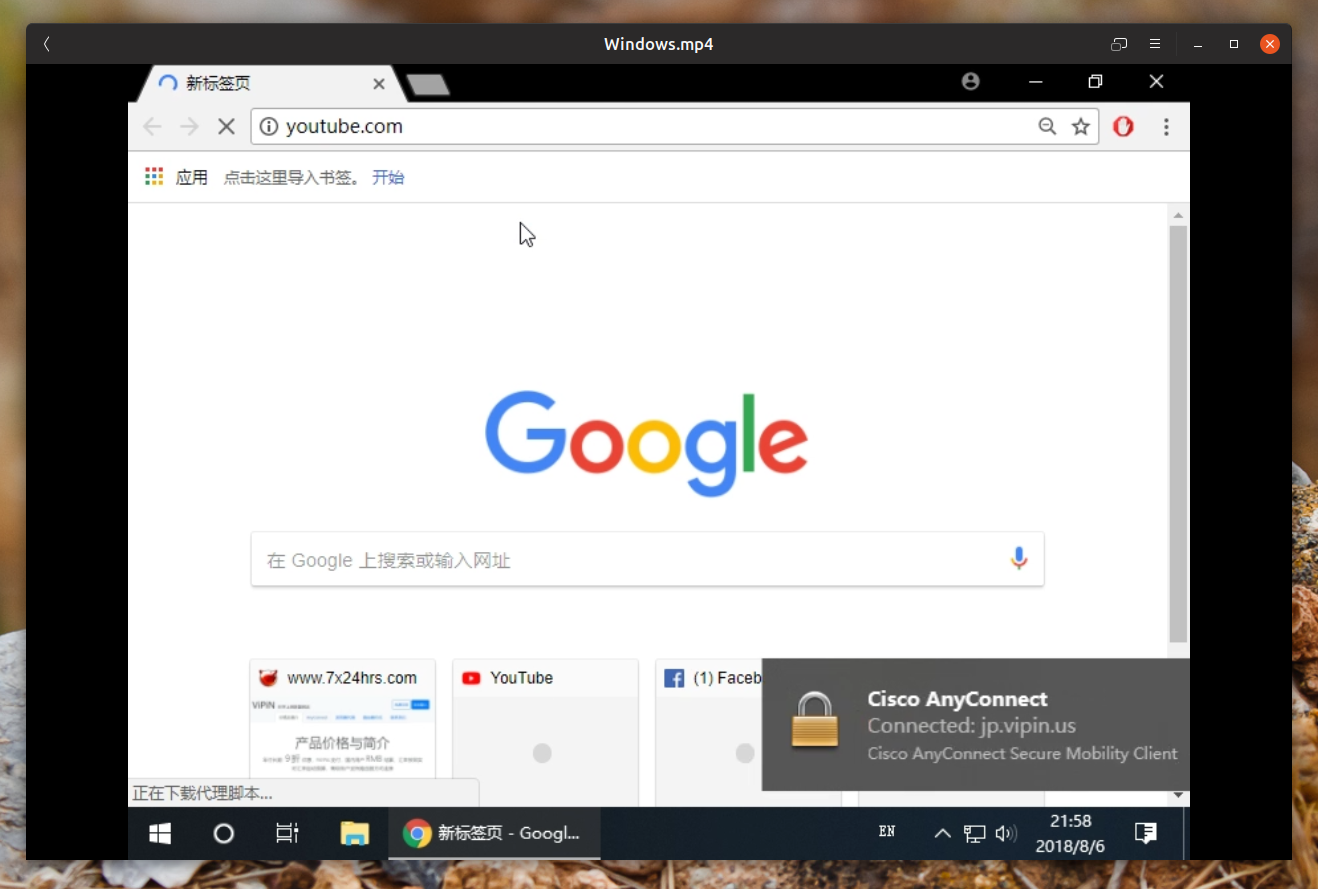 Windows.mp4
新标签页
youtube.com
应用 点击这里导入书签。 开始
Google
在 Google 上搜索或输入网址
www.7x24hrs.com
YouTube
(1) Faceb
ViPiN
产品价格与简介
Cisco AnyConnect
Connected: jp.vipin.us
Cisco AnyConnect Secure Mobility Client
正在下载代理脚本...
新标签页 - Googl...
EN
21:58
2018/8/6